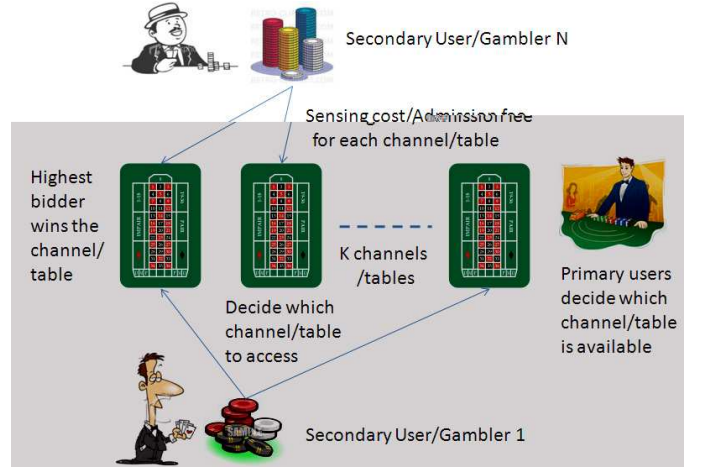 Secondary User/Gambler N
Sensing cost/Admission fee
for each channel/table
Highest
bidder
wins the
channel/
table
K channels
/tables
Decide which
channel/table
to access
Primary users
decide which
channel/table
is available
Secondary User/Gambler 1